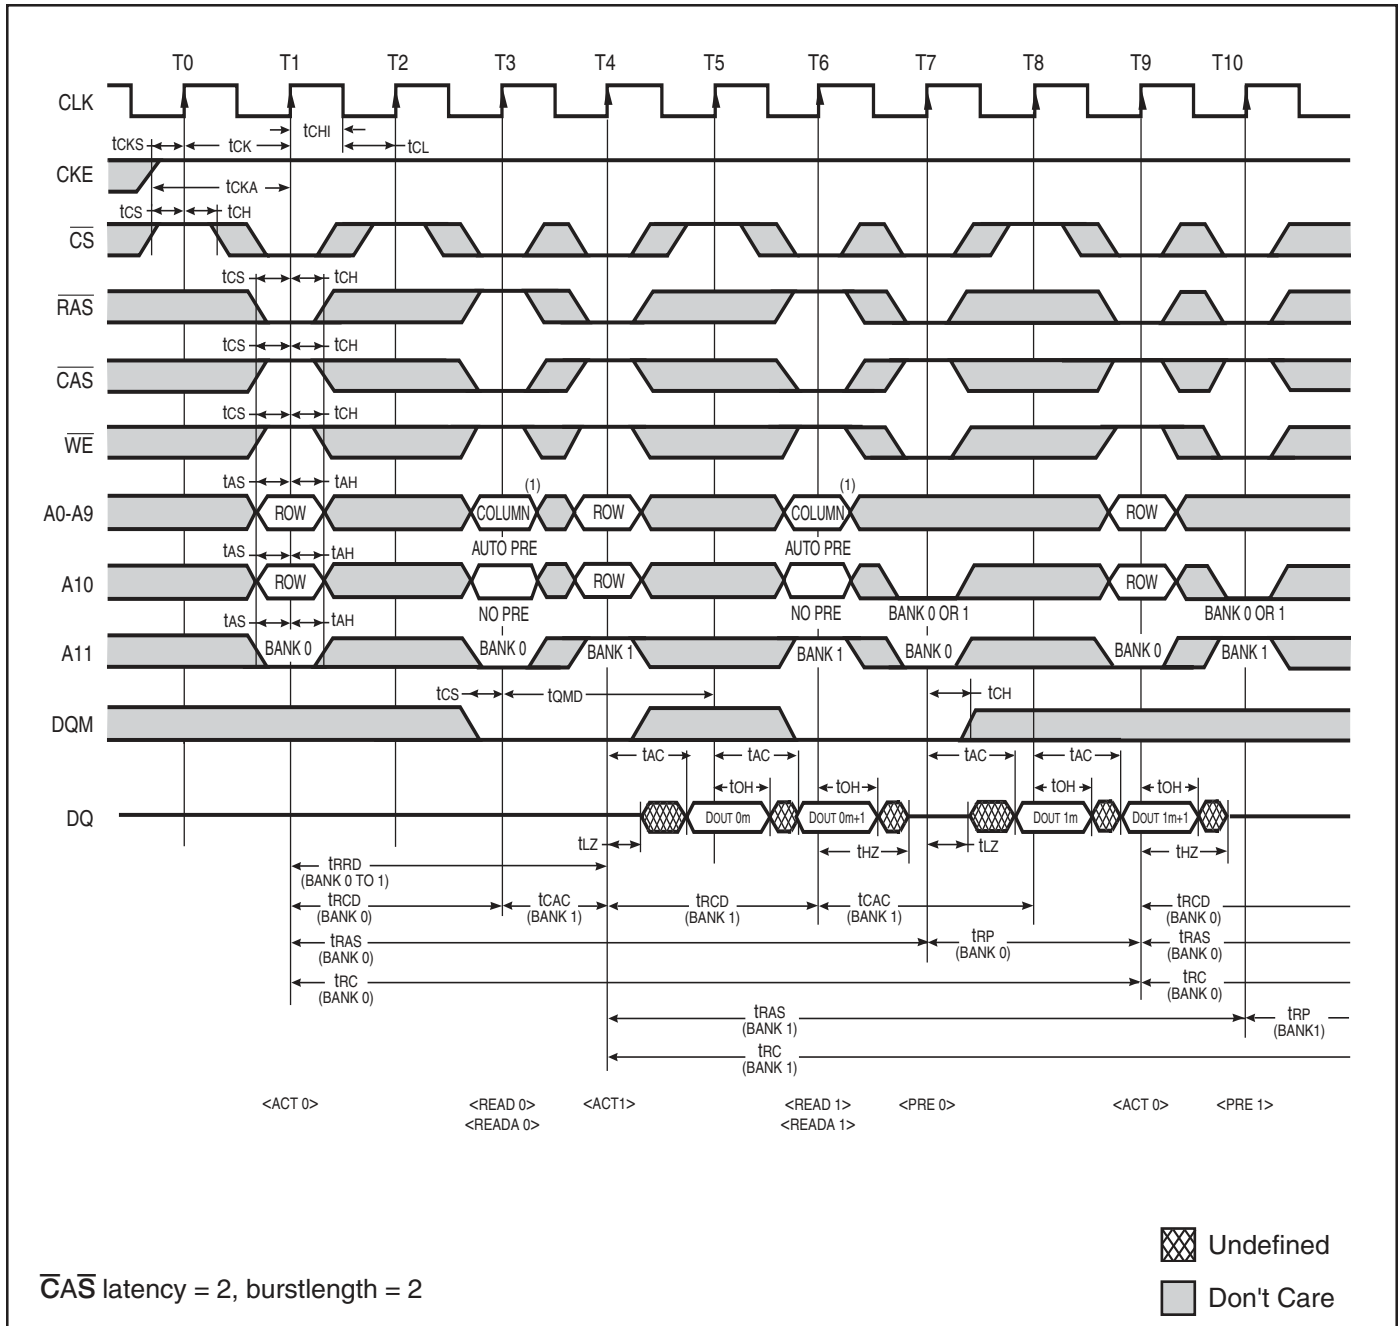 T0 T1 T2 T3 T4 T5 T6 T7 T8 T9 T10
CLK
tCHI
tCKS tCK tCL
CKE
tCKA
tCS tCH
CS
tCS tCH
RAS
tCS tCH
CAS
tCS tCH
WE
tAS tAH (1) (1)
A0-A9 ROW COLUMN ROW COLUMN ROW
tAS tAH AUTO PRE AUTO PRE
A10 ROW ROW ROW
NO PRE NO PRE BANK 0 OR 1 BANK 0 OR 1
tAS tAH
A11 BANK 0 BANK 0 BANK 1 BANK 1 BANK 0 BANK 0 BANK 1
tCS tQMD tCH
DQM
tAC tAC tAC tAC
tOH tOH tOH tOH
DQ DOUT 0m DOUT 0m+1 DOUT 1m DOUT 1m+1
tLZ tHZ tLZ tHZ
tRRD
(BANK 0 TO 1)
tRCD tCAC tRCD tCAC tRCD
(BANK 0) (BANK 1) (BANK 1) (BANK 1) (BANK 0)
tRAS tRP tRAS
(BANK 0) (BANK 0) (BANK 0)
tRC tRC
(BANK 0) (BANK 0)
tRAS tRP
(BANK 1) (BANK1)
tRC
(BANK 1)
<ACT 0> <READ 0> <ACT1> <READ 1> <PRE 0> <ACT 0> <PRE 1>
<READA 0> <READA 1>
Undefined
CAS latency = 2, burstlength = 2
Don't Care